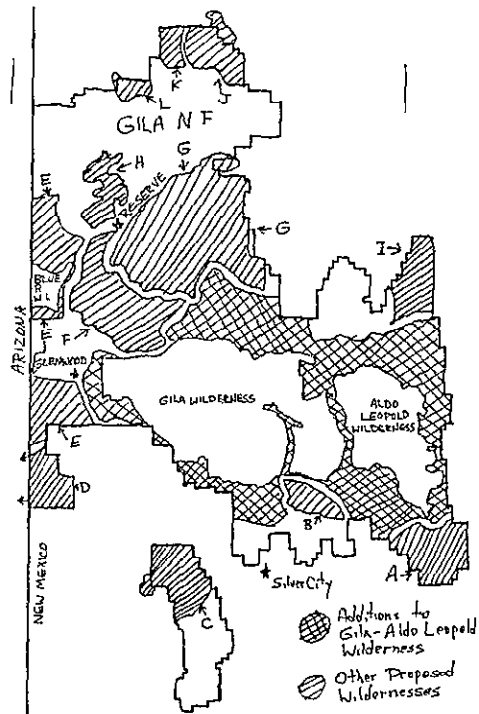 K
J
L
GILA N F
H
G
E
RESERVE
G
I
BLUE
F
ARIZONA
GLENWOOD
GILA WILDERNESS
ALDO
LEOPOLD
WILDERNESS
E
D
B
A
Silver City
NEW MEXICO
C
Additions to
Gila-Aldo Leopold
Wilderness
Other Proposed
Wildernesses